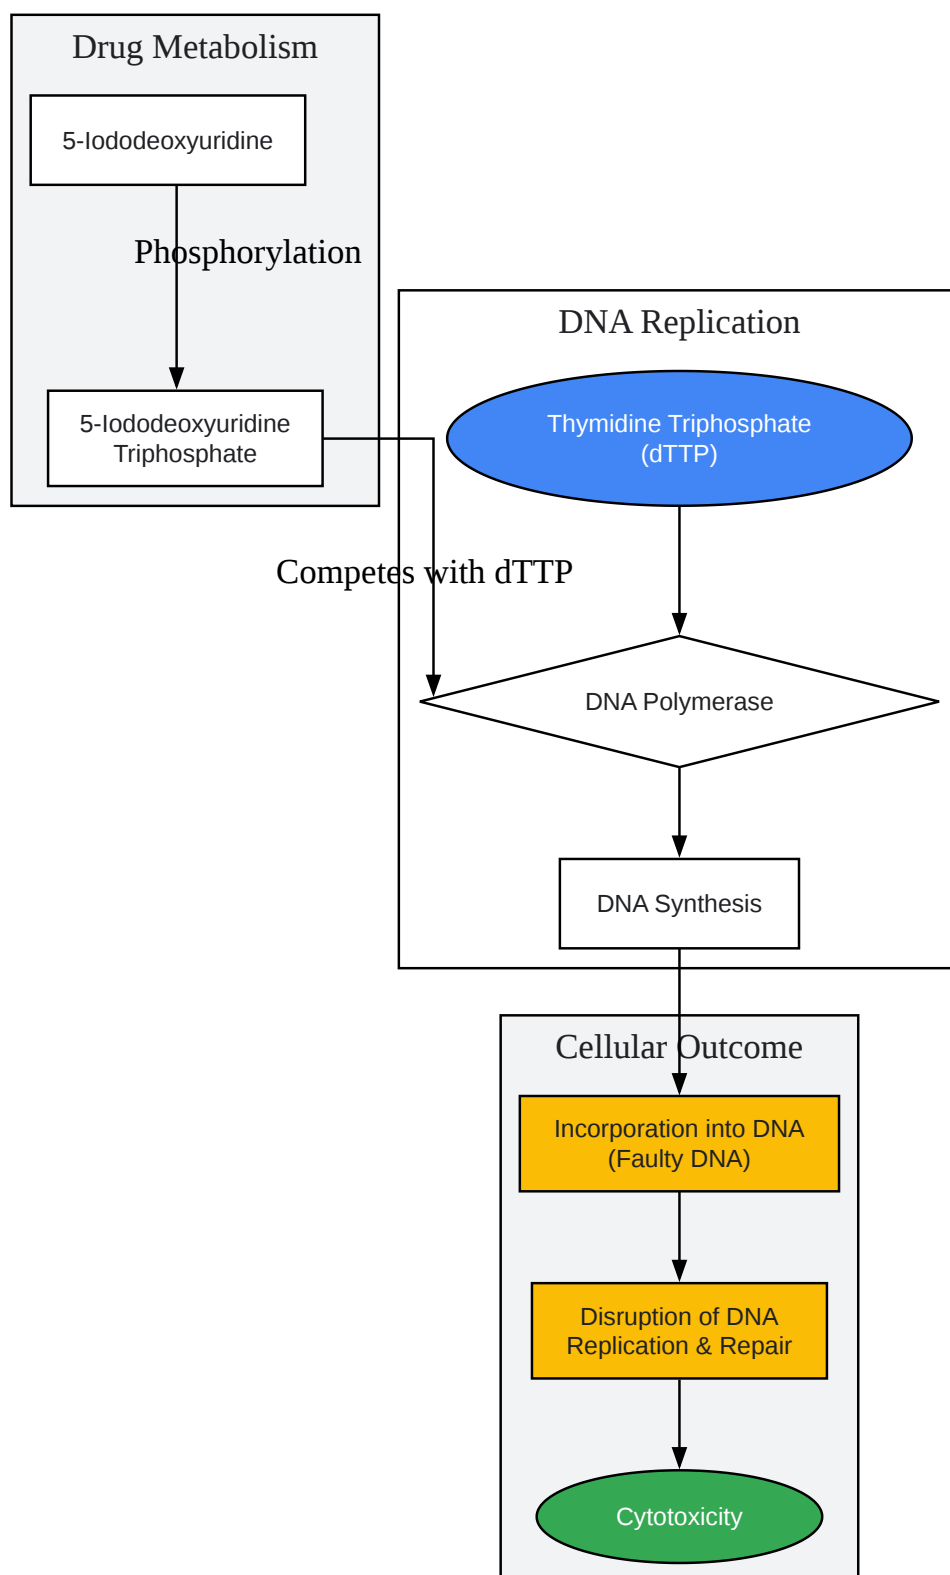 Drug Metabolism
5-Iododeoxyuridine
Phosphorylation
5-Iododeoxyuridine
Triphosphate
DNA Replication
Thymidine Triphosphate
(dTTP)
Competes with dTTP
DNA Polymerase
DNA Synthesis
Cellular Outcome
Incorporation into DNA
(Faulty DNA)
Disruption of DNA
Replication & Repair
Cytotoxicity